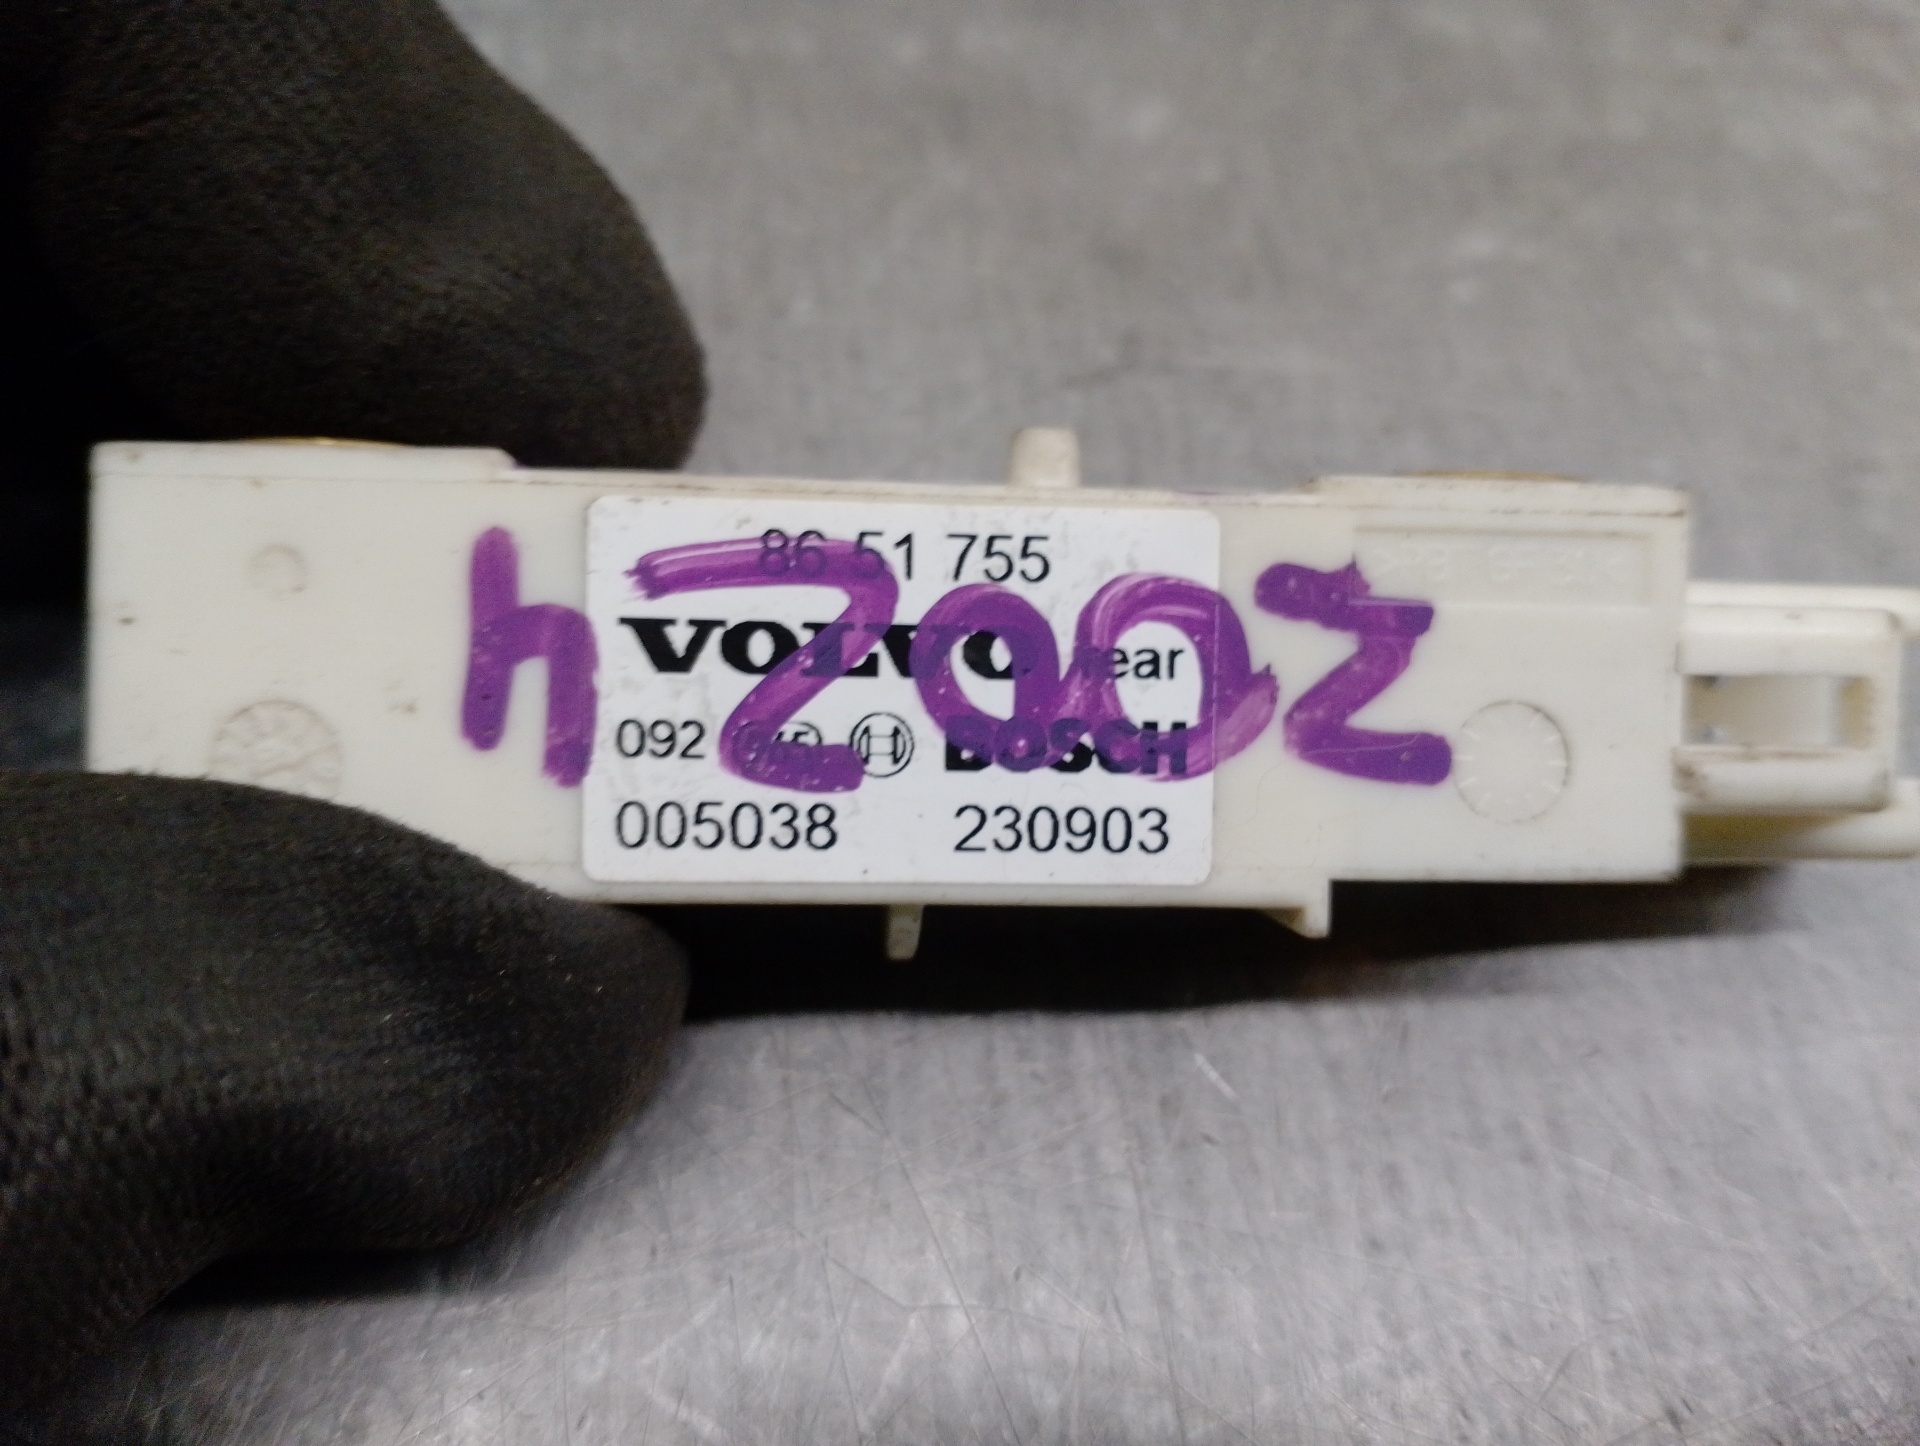 86 51 755
VOLVO rear
092 BOSCH
005038 230903
h2002